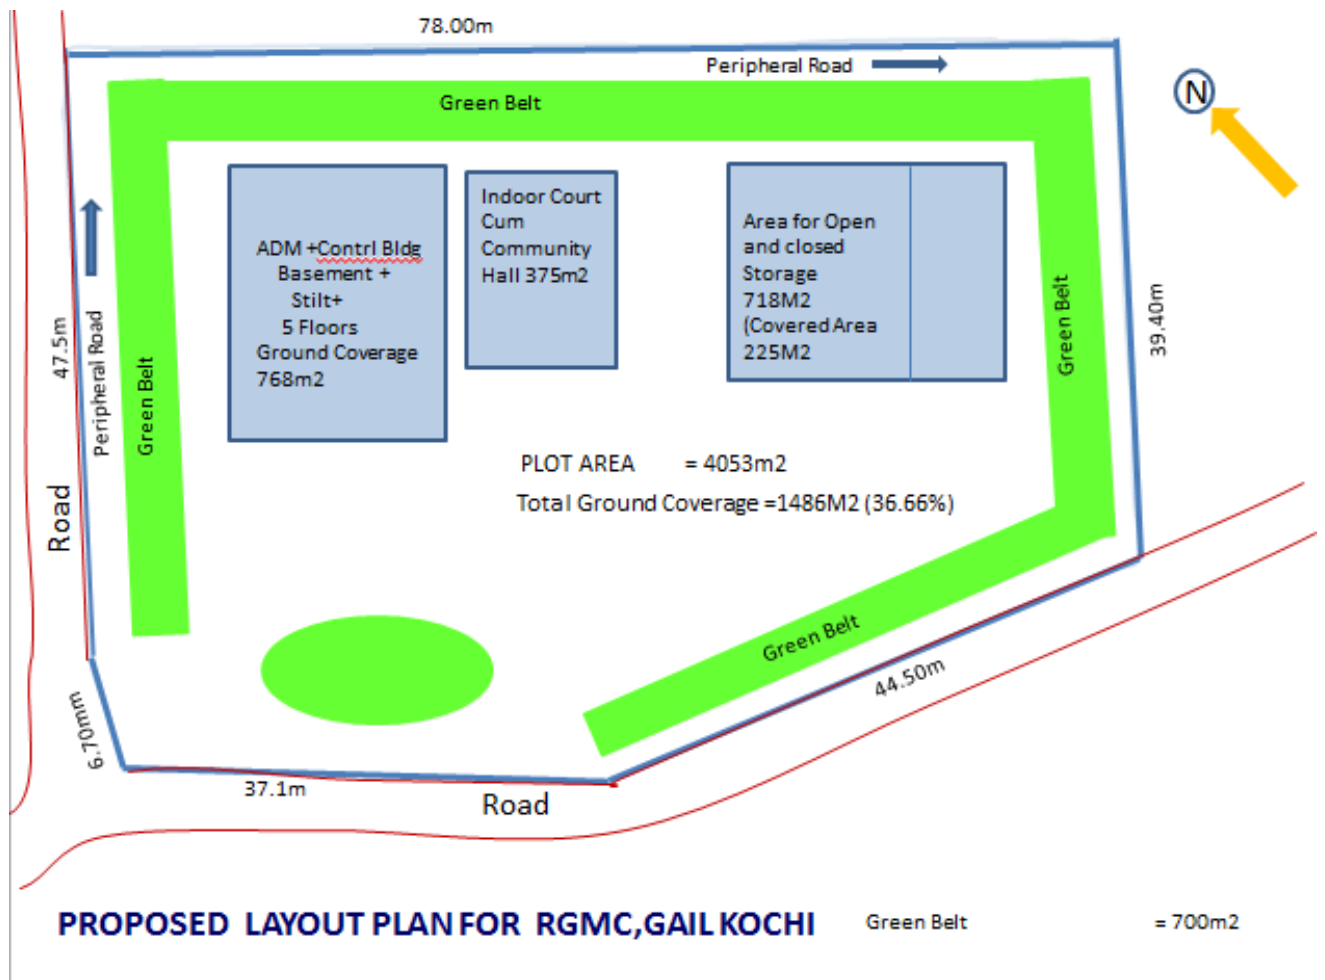 78.00m
Peripheral Road
N
Green Belt
Indoor Court
Cum
Community
Hall 375m2
ADM +Contrl Bldg
Basement +
Stilt+
5 Floors
Ground Coverage
768m2
Area for Open
and closed
Storage
718M2
(Covered Area
225M2
47.5m
Peripheral Road
Green Belt
Green Belt
39.40m
PLOT AREA = 4053m2
Total Ground Coverage =1486M2 (36.66%)
Road
Green Belt
44.50m
6.70mm
37.1m
Road
PROPOSED LAYOUT PLAN FOR RGMC,GAIL KOCHI
Green Belt = 700m2